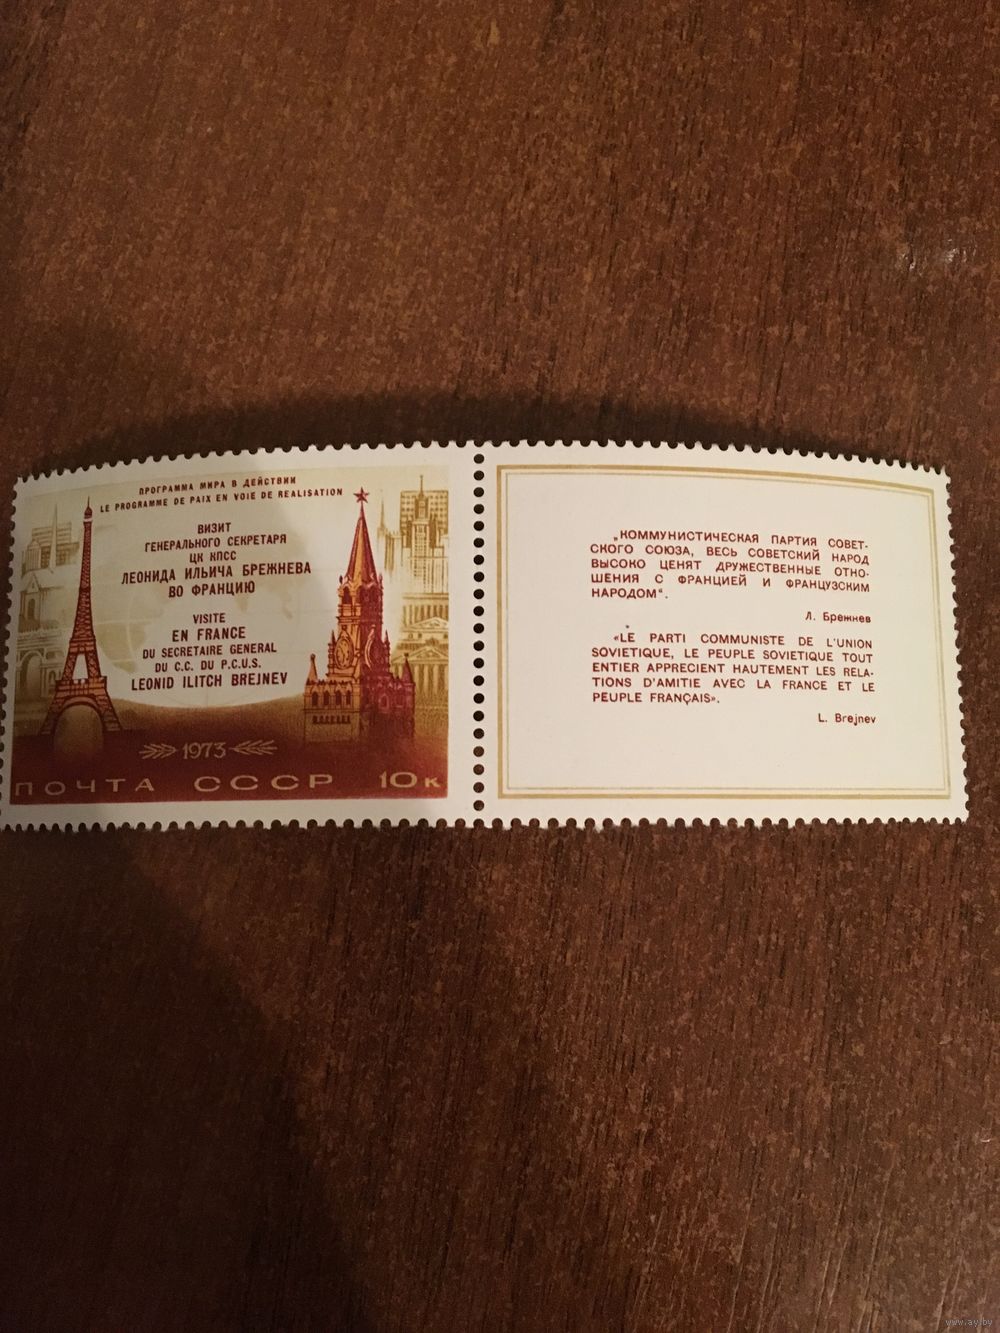 ПРОГРАММА МИРА В ДЕЙСТВИИ
LE PROGRAMME DE PAIX EN VOIE DE REALISATION
ВИЗИТ
ГЕНЕРАЛЬНОГО СЕКРЕТАРЯ
ЦК КПСС
ЛЕОНИДА ИЛЬИЧА БРЕЖНЕВА
ВО ФРАНЦИЮ
VISITE
EN FRANCE
DU SECRETAIRE GENERAL
DU C.C. DU P.C.U.S.
LEONID ILITCH BREJNEV
1973
ПОЧТА СССР 10к
„КОММУНИСТИЧЕСКАЯ ПАРТИЯ СОВЕТ-
СКОГО СОЮЗА, ВЕСЬ СОВЕТСКИЙ НАРОД
ВЫСОКО ЦЕНЯТ ДРУЖЕСТВЕННЫЕ ОТНО-
ШЕНИЯ С ФРАНЦИЕЙ И ФРАНЦУЗСКИМ
НАРОДОМ“.
Л. Брежнев
«LE PARTI COMMUNISTE DE L'UNION
SOVIETIQUE, LE PEUPLE SOVIETIQUE TOUT
ENTIER APPRECIENT HAUTEMENT LES RELA-
TIONS D'AMITIE AVEC LA FRANCE ET LE
PEUPLE FRANÇAIS».
L. Brejnev
www.ay.by